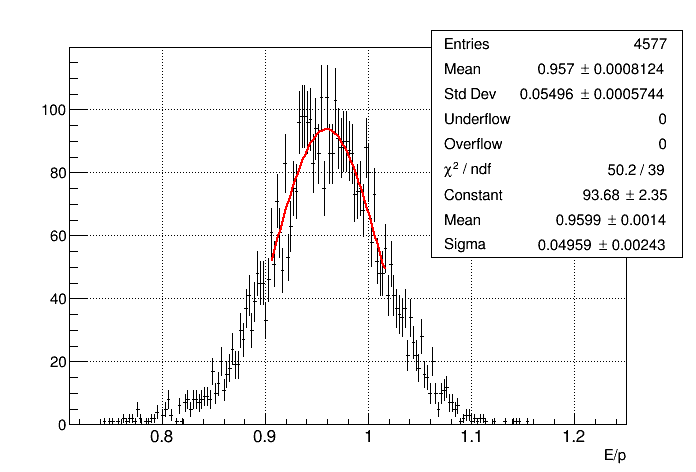 Entries 4577
Mean 0.957 ± 0.0008124
Std Dev 0.05496 ± 0.0005744
Underflow 0
Overflow 0
χ² / ndf 50.2 / 39
Constant 93.68 ± 2.35
Mean 0.9599 ± 0.0014
Sigma 0.04959 ± 0.00243
100
80
60
40
20
0
0.8 0.9 1 1.1 1.2
E/p